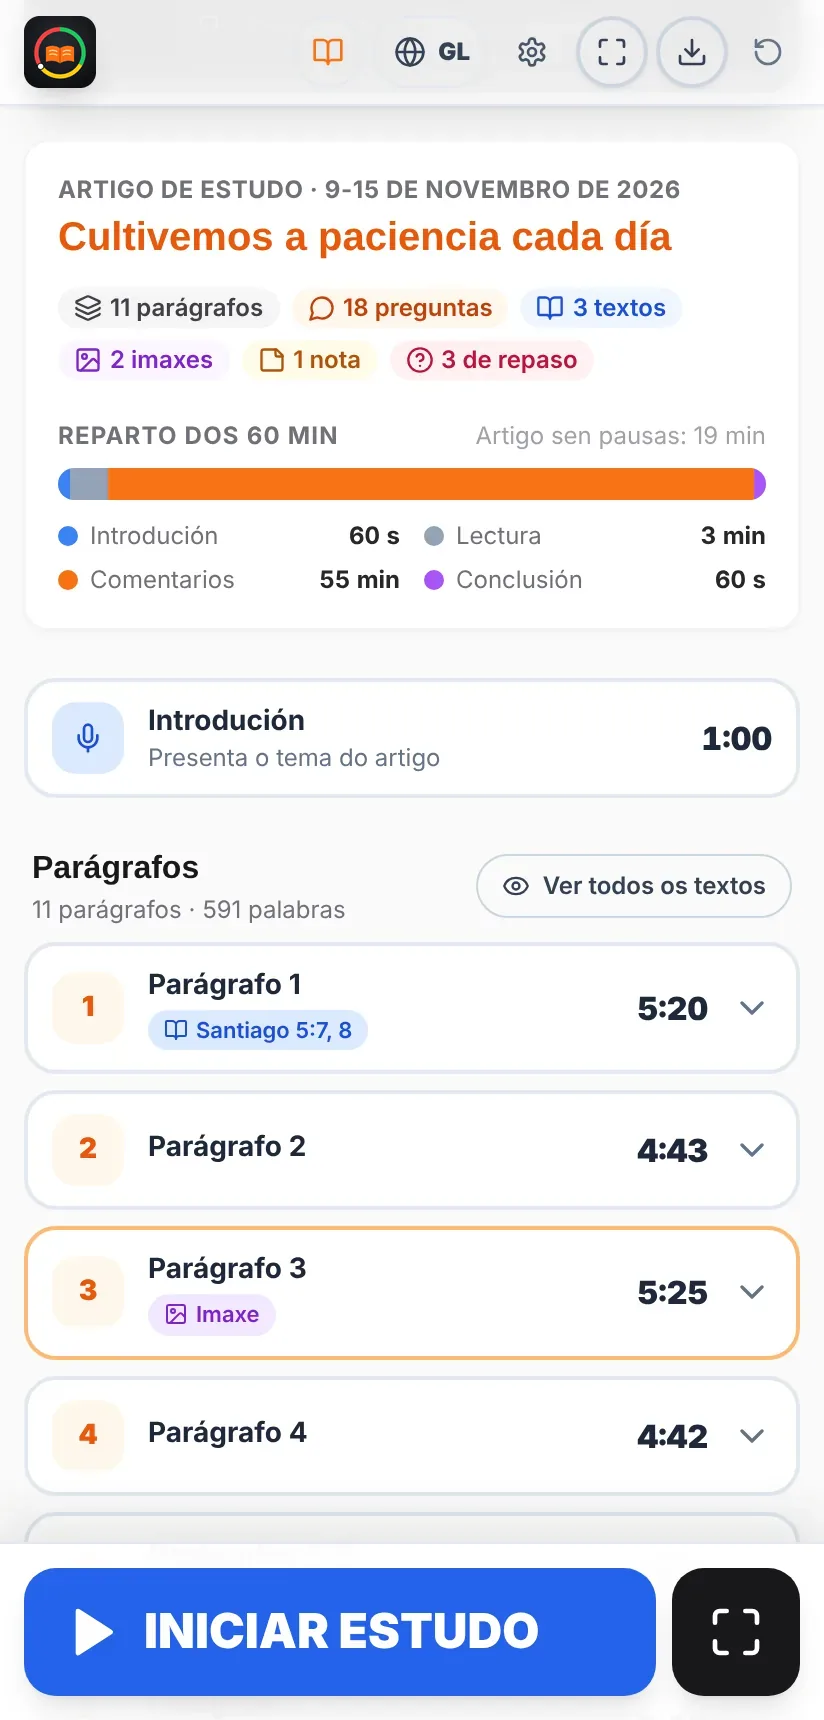 GL
ARTIGO DE ESTUDO · 9-15 DE NOVEMBRO DE 2026
Cultivemos a paciencia cada día
11 parágrafos
18 preguntas
3 textos
2 imaxes
1 nota
3 de repaso
REPARTO DOS 60 MIN
Artigo sen pausas: 19 min
Introdución 60 s
Lectura 3 min
Comentarios 55 min
Conclusión 60 s
Introdución
Presenta o tema do artigo
1:00
Parágrafos
11 parágrafos · 591 palabras
Ver todos os textos
1
Parágrafo 1
Santiago 5:7, 8
5:20
2
Parágrafo 2
4:43
3
Parágrafo 3
Imaxe
5:25
4
Parágrafo 4
4:42
INICIAR ESTUDO